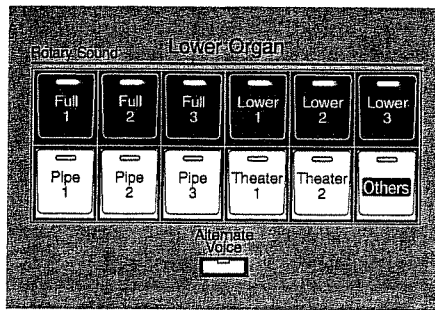 Lower Organ
Rotary Sound
Full 1
Full 2
Full 3
Lower 1
Lower 2
Lower 3
Pipe 1
Pipe 2
Pipe 3
Theater 1
Theater 2
Others
Alternate
Voice